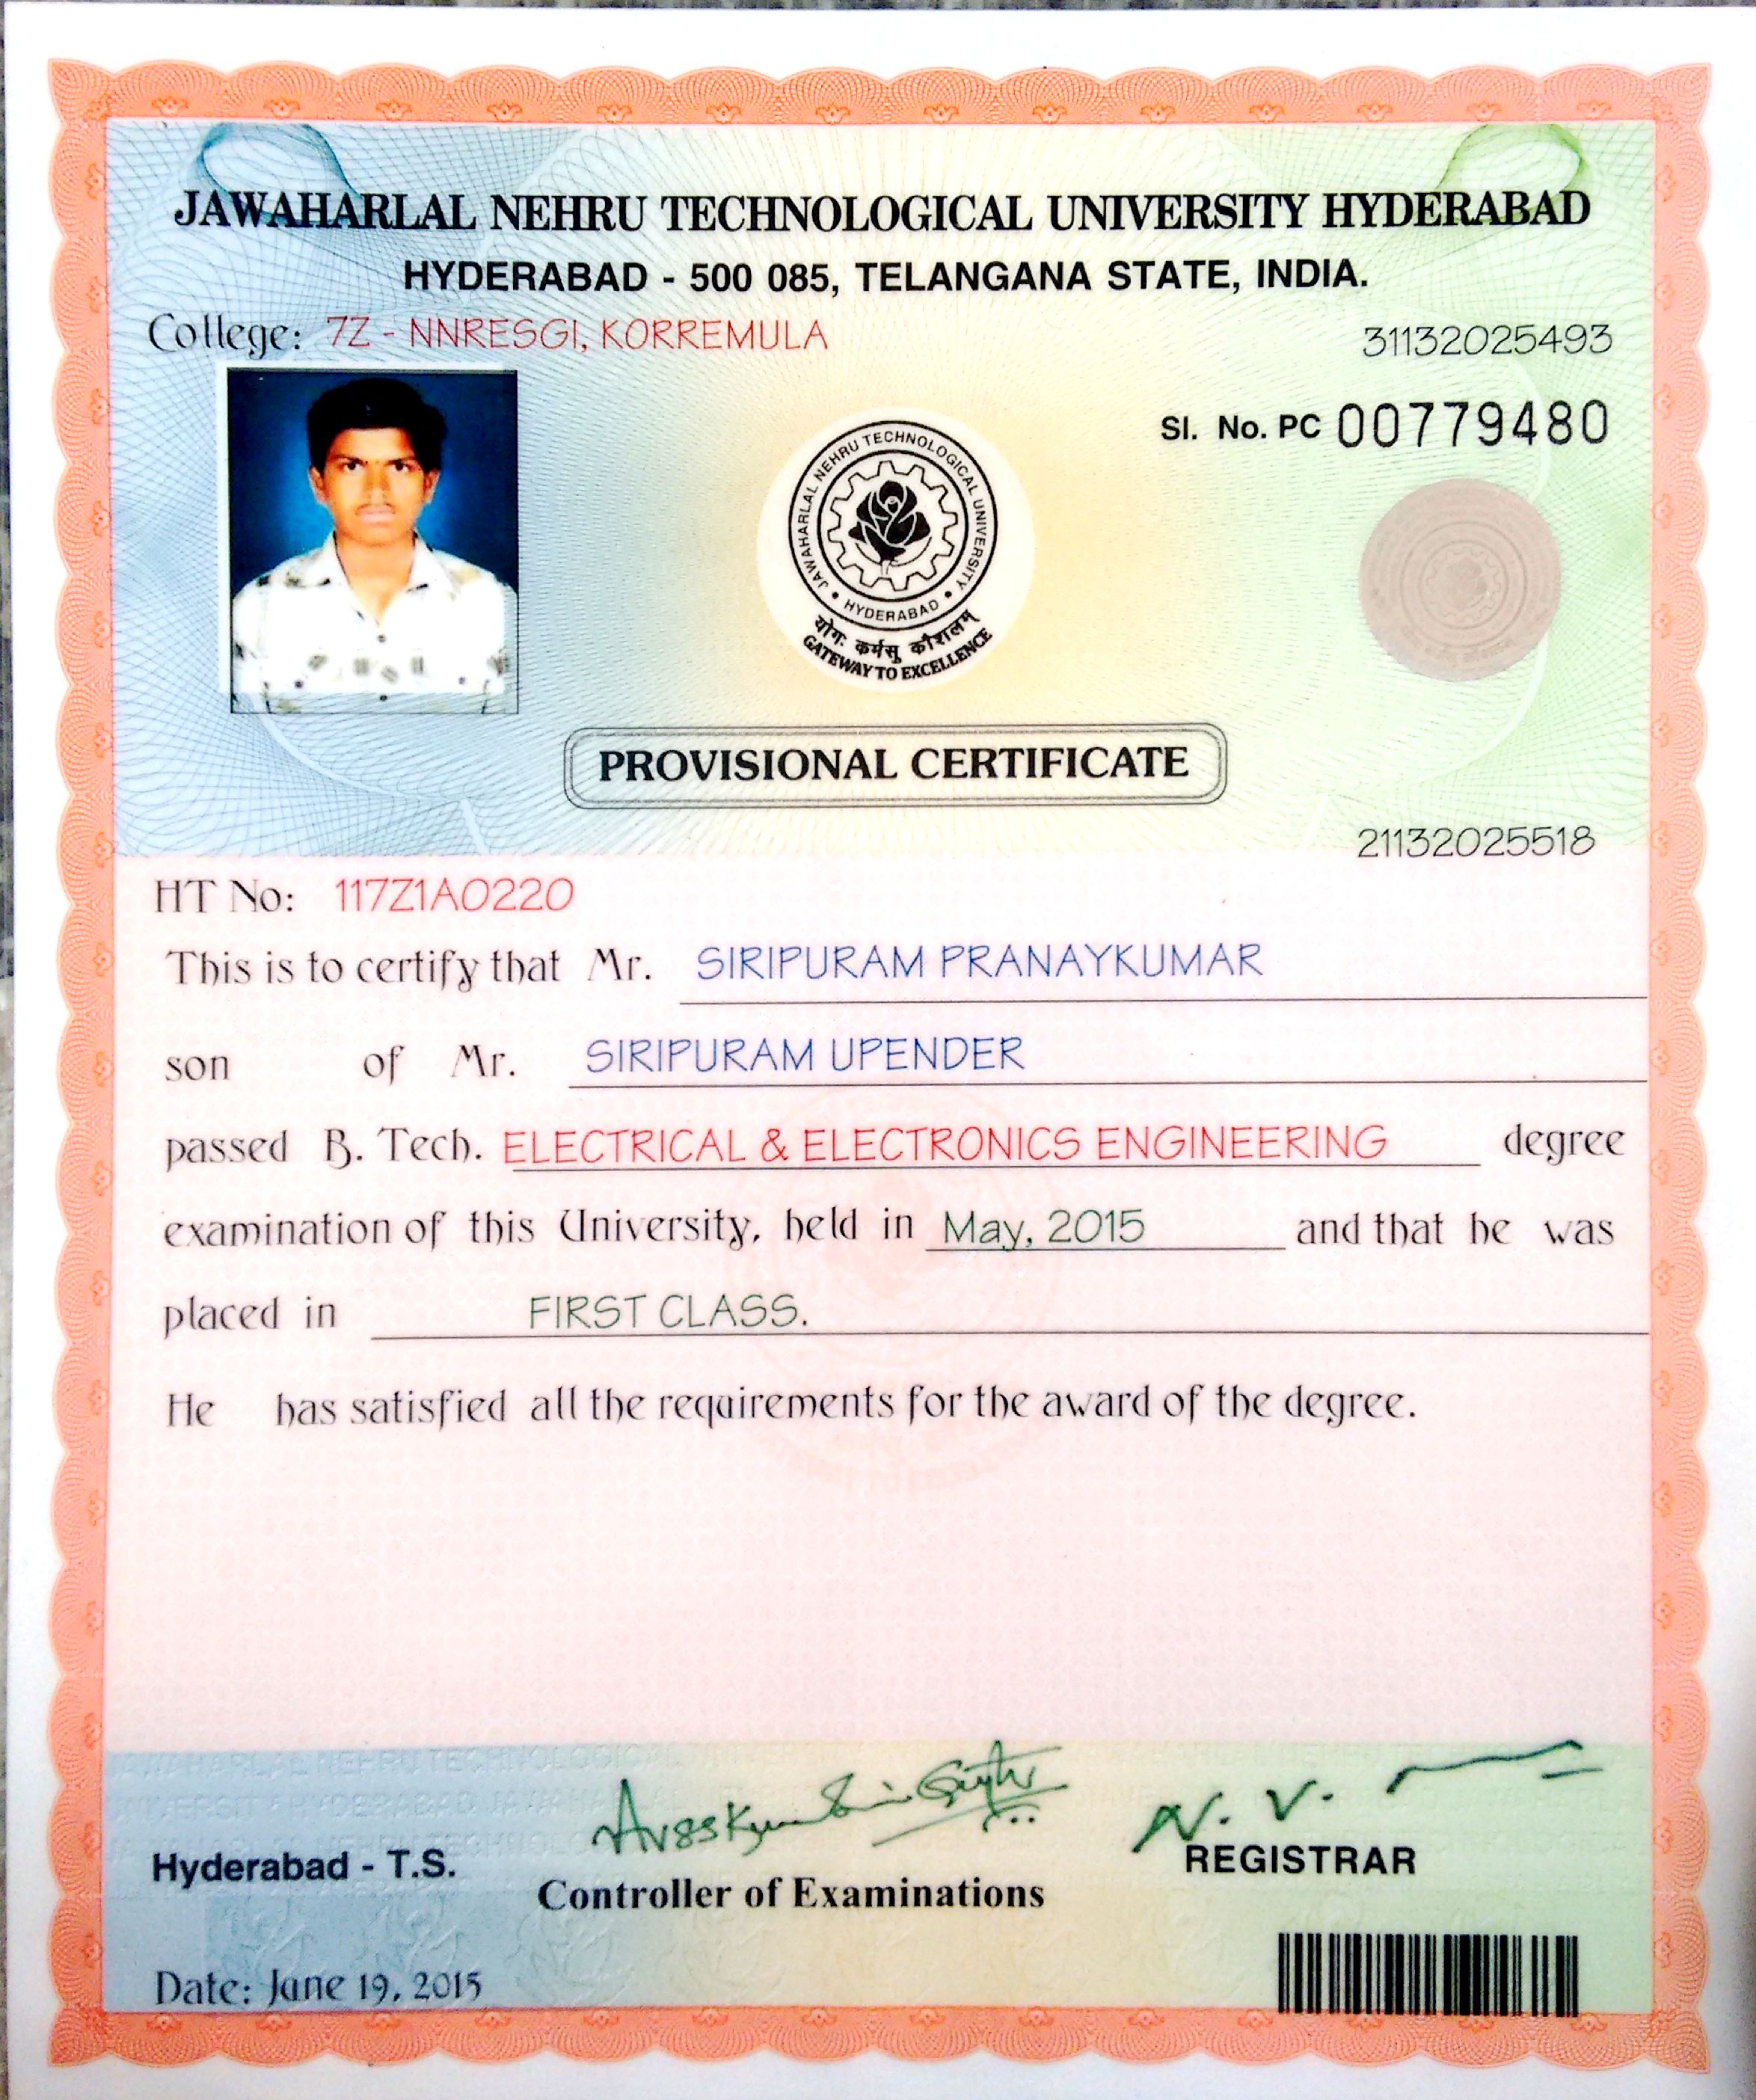 JAWAHARLAL NEHRU TECHNOLOGICAL UNIVERSITY HYDERABAD
HYDERABAD - 500 085, TELANGANA STATE, INDIA.
College: 7Z - NNRESGI, KORREMULA
31132025493
Sl. No. PC 00779480
JAWAHARLAL NEHRU TECHNOLOGICAL UNIVERSITY
• HYDERABAD •
योगः कर्मसु कौशलम्
GATEWAY TO EXCELLENCE
PROVISIONAL CERTIFICATE
21132025518
HT No: 117Z1A0220
This is to certify that Mr. SIRIPURAM PRANAYKUMAR
son of Mr. SIRIPURAM UPENDER
passed B. Tech. ELECTRICAL & ELECTRONICS ENGINEERING degree
examination of this University, held in May, 2015 and that he was
placed in FIRST CLASS.
He has satisfied all the requirements for the award of the degree.
N. V.
Hyderabad - T.S.
Controller of Examinations
REGISTRAR
Date: June 19, 2015